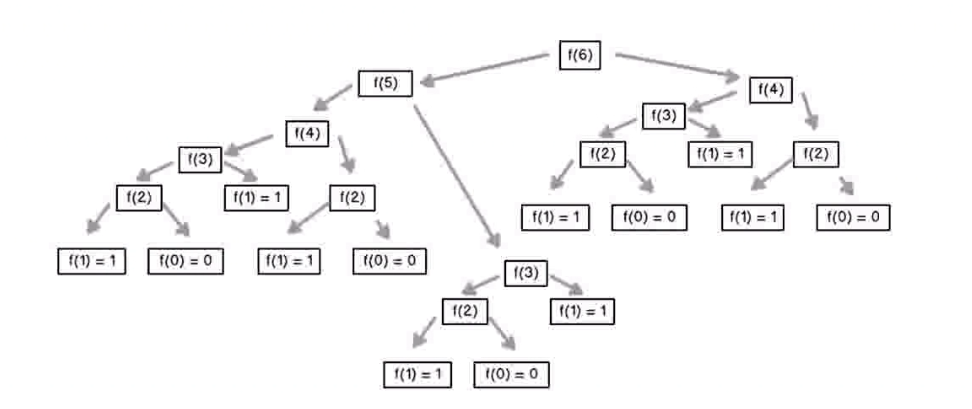 f(6)
f(5)
f(4)
f(3)
f(4)
f(3)
f(2)
f(1) = 1
f(2)
f(2)
f(1) = 1
f(2)
f(1) = 1
f(0) = 0
f(1) = 1
f(0) = 0
f(1) = 1
f(0) = 0
f(1) = 1
f(0) = 0
f(3)
f(2)
f(1) = 1
f(1) = 1
f(0) = 0